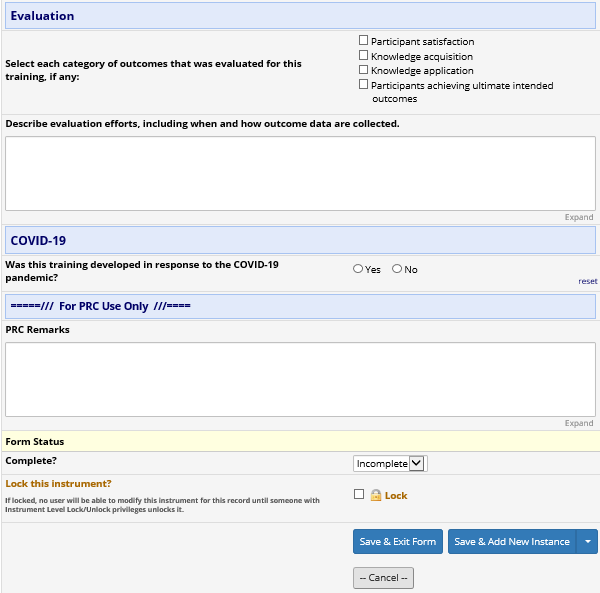 Evaluation
Participant satisfaction
Knowledge acquisition
Select each category of outcomes that was evaluated for this
training, if any:
Knowledge application
Participants achieving ultimate intended
outcomes
Describe evaluation efforts, including when and how outcome data are collected.
Expand
COVID-19
Was this training developed in response to the COVID-19
pandemic?
Yes No
reset
=====/// For PRC Use Only ///====
PRC Remarks
Expand
Form Status
Complete?
Incomplete
Lock this instrument?
If locked, no user will be able to modify this instrument for this record until someone with
Instrument Level Lock/Unlock privileges unlocks it.
Lock
Save & Exit Form Save & Add New Instance
-- Cancel --